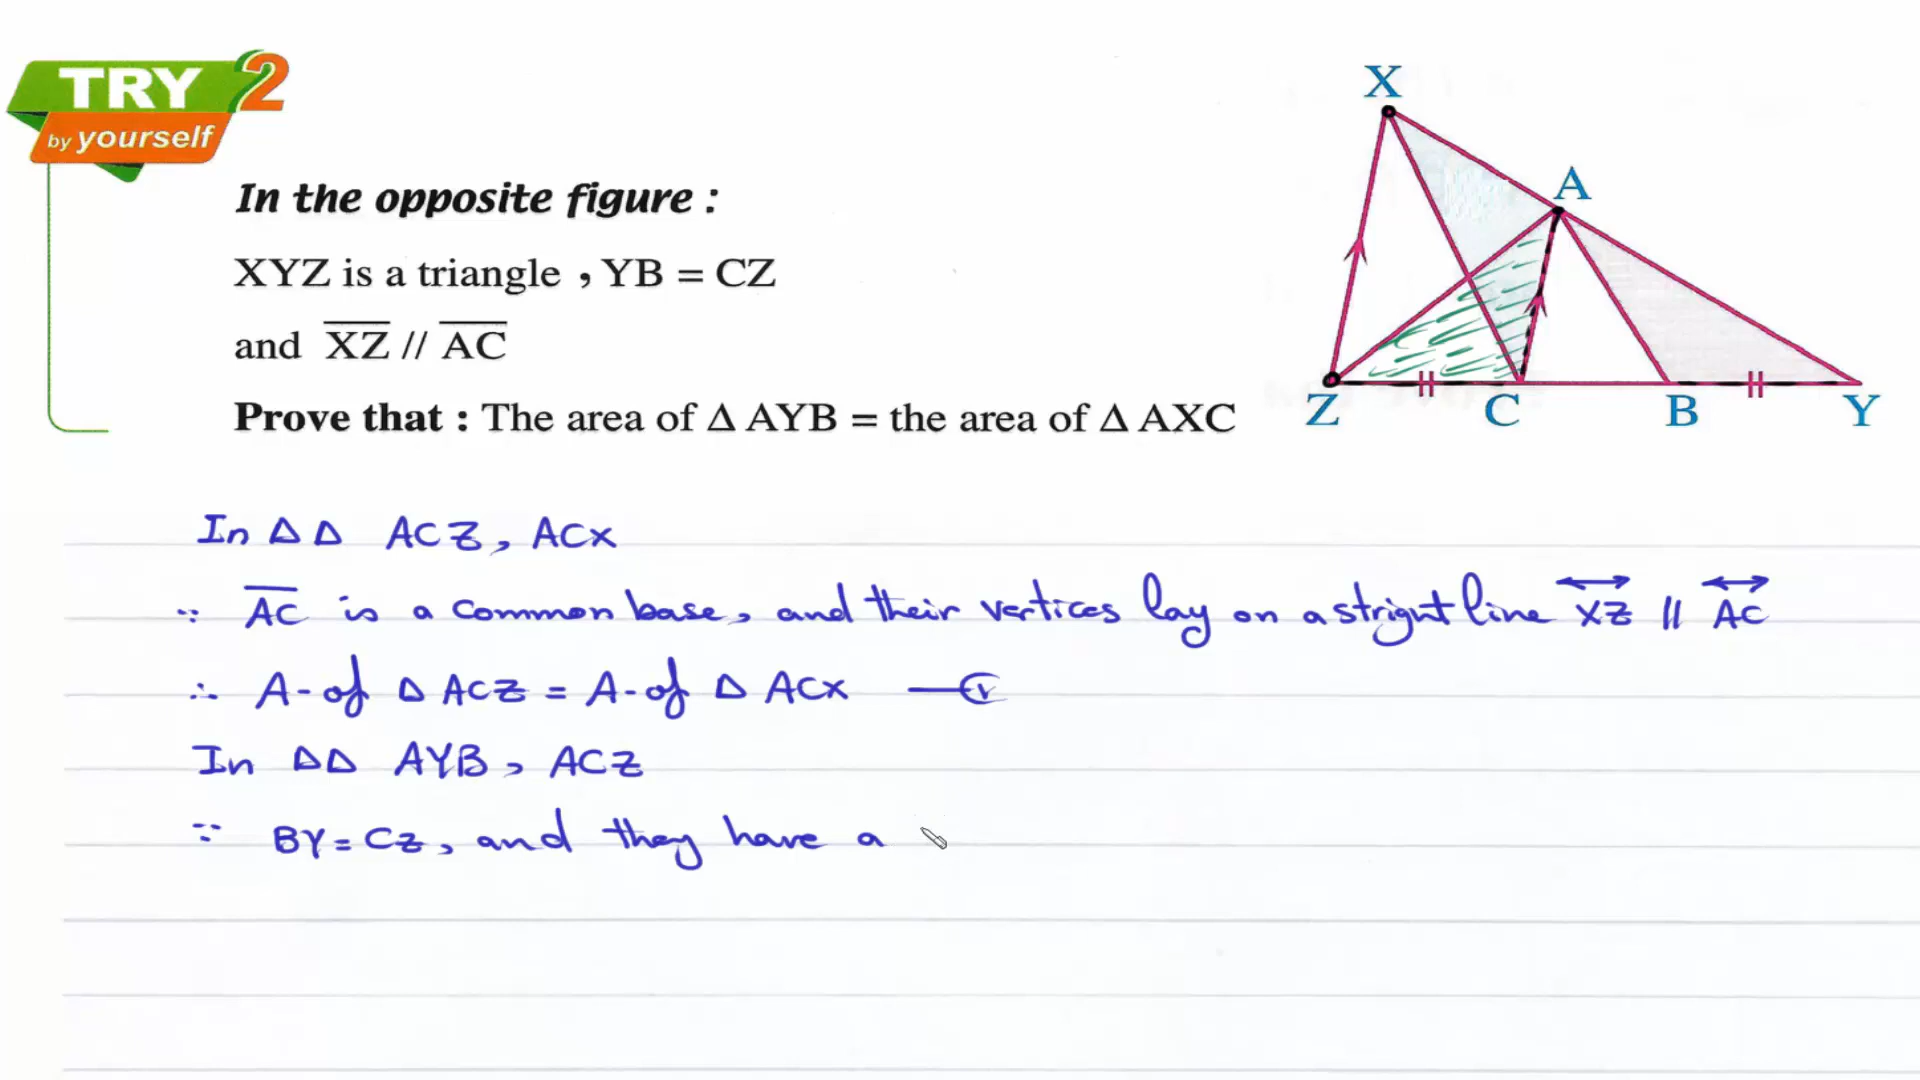 TRY 2
by yourself
In the opposite figure :
XYZ is a triangle , YB = CZ
and XZ // AC
Prove that : The area of Δ AYB = the area of Δ AXC
X
A
Z
C
B
Y
In Δ Δ ACZ, ACX
∵ AC is a common base, and their vertices lay on a stright line XZ // AC
∴ A-of Δ ACZ = A-of Δ ACX
In ΔΔ AYB, ACZ
∵ BY = CZ, and they have a